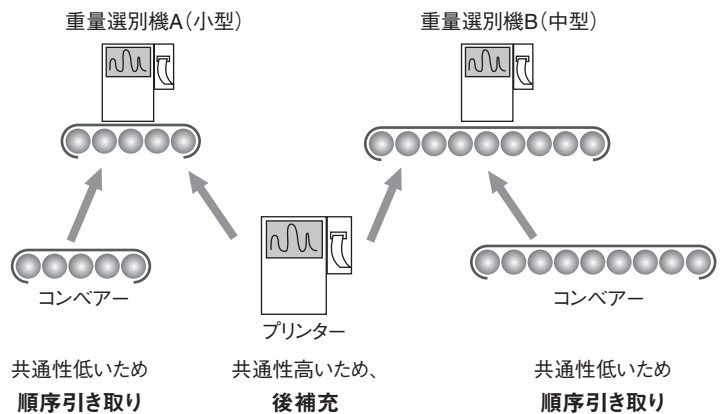 重量選別機A(小型)
重量選別機B(中型)
コンベアー
プリンター
コンベアー
共通性低いため
順序引き取り
共通性高いため、
後補充
共通性低いため
順序引き取り